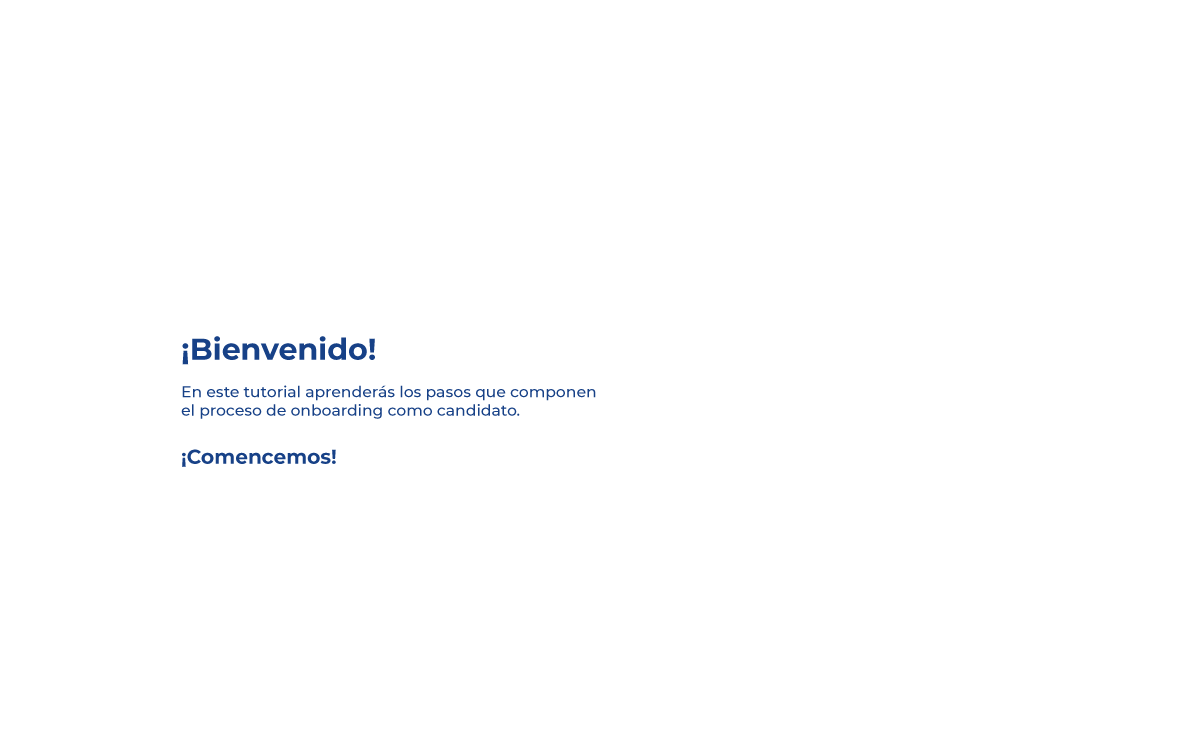 ¡Bienvenido!
En este tutorial aprenderás los pasos que componen
el proceso de onboarding como candidato.
¡Comencemos!